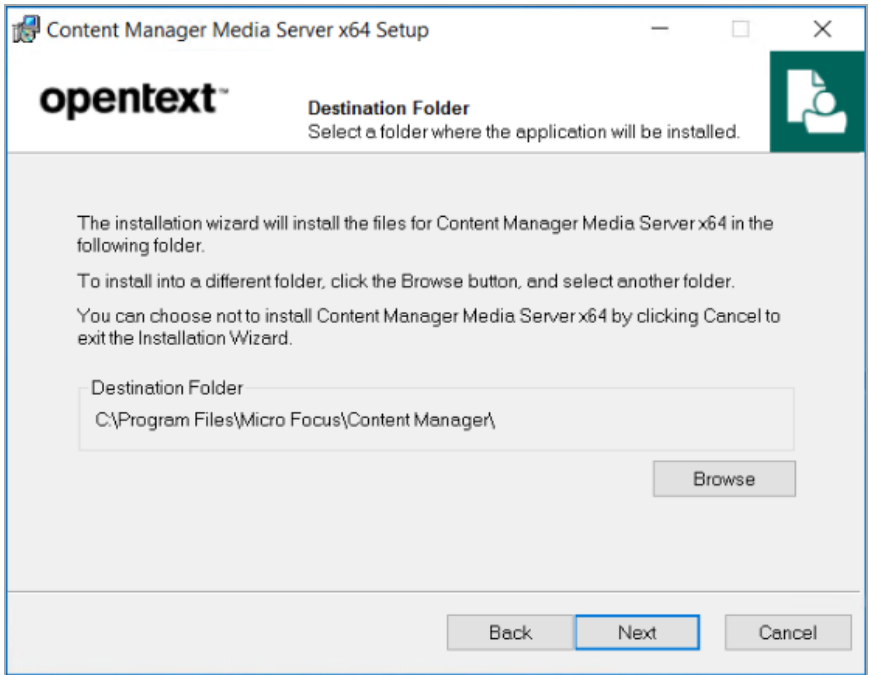 Content Manager Media Server x64 Setup
opentext™
Destination Folder
Select a folder where the application will be installed.
The installation wizard will install the files for Content Manager Media Server x64 in the
following folder.
To install into a different folder, click the Browse button, and select another folder.
You can choose not to install Content Manager Media Server x64 by clicking Cancel to
exit the Installation Wizard.
Destination Folder
C:\Program Files\Micro Focus\Content Manager\
Browse
Back
Next
Cancel